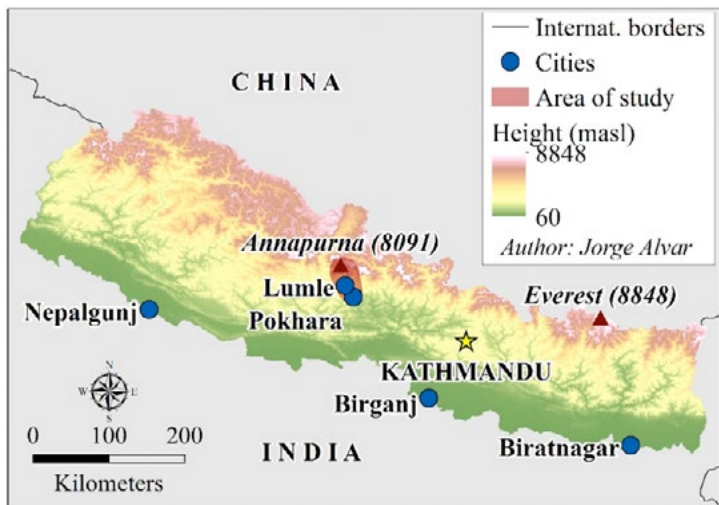 Internat. borders
Cities
Area of study
Height (masl)
8848
60
Author: Jorge Alvar
CHINA
Annapurna (8091)
Lumle
Pokhara
Everest (8848)
Nepalgunj
KATHMANDU
Birganj
Biratnagar
INDIA
N
W E
S
0 100 200
Kilometers